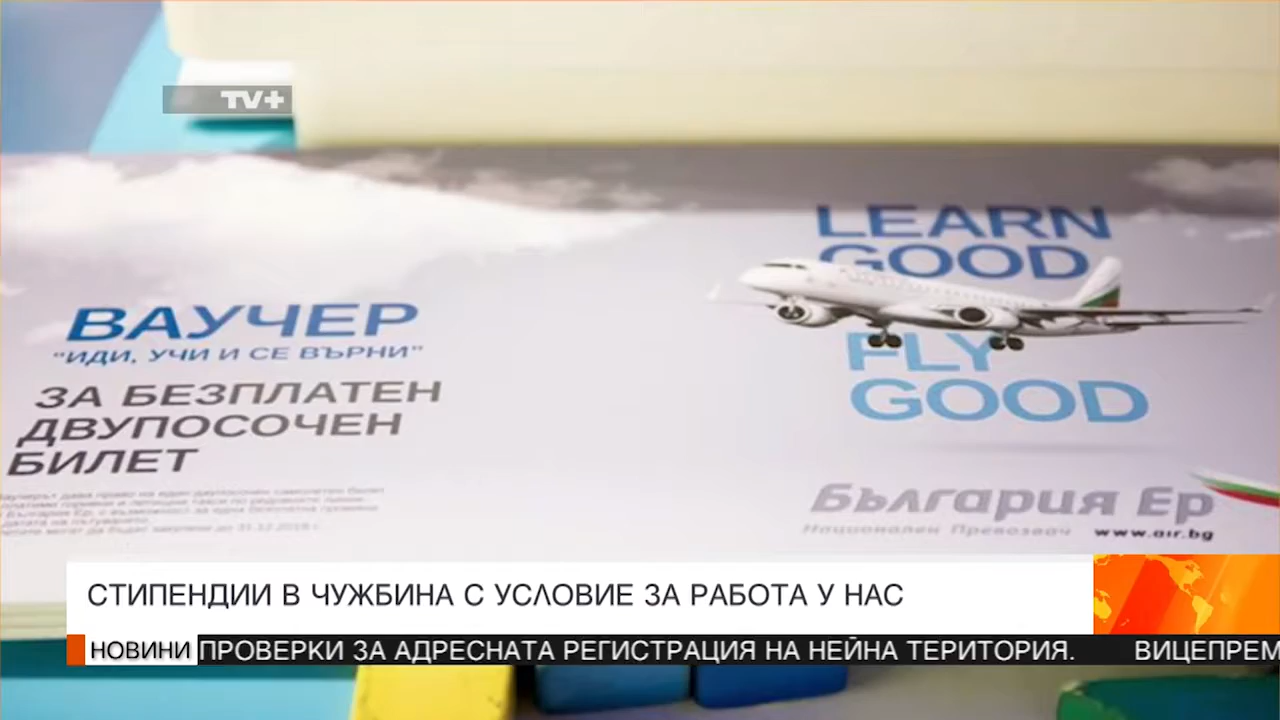 TV+
LEARN
GOOD
FLY
GOOD
ВАУЧЕР
"ИДИ, УЧИ И СЕ ВЪРНИ"
ЗА БЕЗПЛАТЕН
ДВУПОСОЧЕН
БИЛЕТ
България Ер
Национален Превозвач www.air.bg
СТИПЕНДИИ В ЧУЖБИНА С УСЛОВИЕ ЗА РАБОТА У НАС
НОВИНИ ПРОВЕРКИ ЗА АДРЕСНАТА РЕГИСТРАЦИЯ НА НЕЙНА ТЕРИТОРИЯ. ВИЦЕПРЕМ